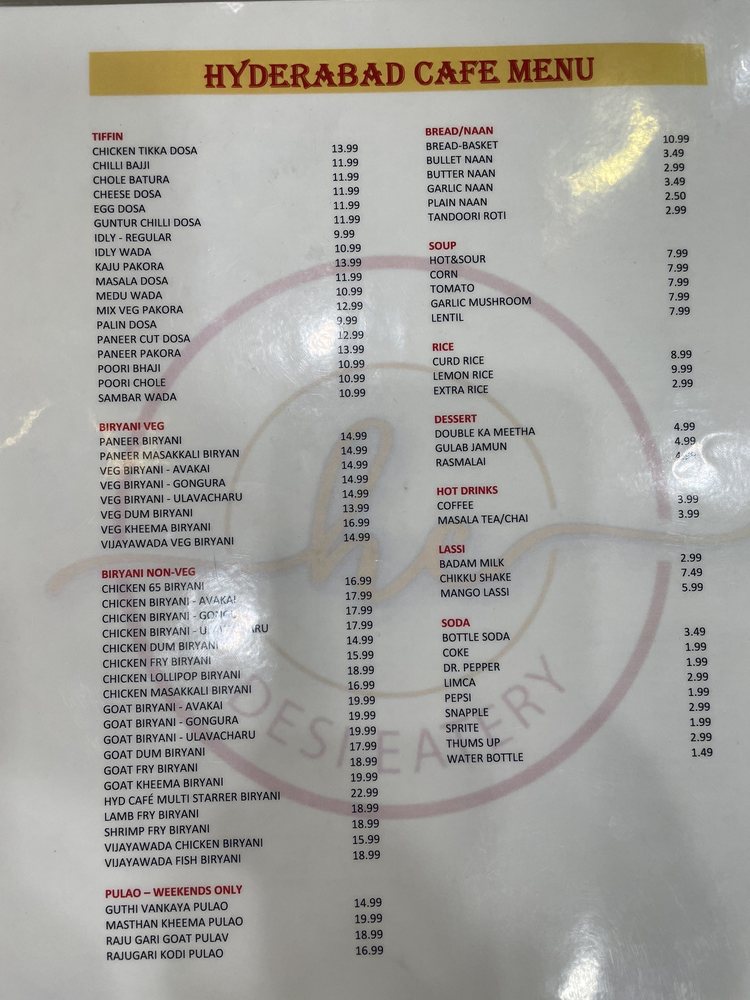 HYDERABAD CAFE MENU
TIFFIN
CHICKEN TIKKA DOSA 13.99
CHILLI BAJJI 11.99
CHOLE BATURA 11.99
CHEESE DOSA 11.99
EGG DOSA 11.99
GUNTUR CHILLI DOSA 11.99
IDLY - REGULAR 9.99
IDLY WADA 10.99
KAJU PAKORA 13.99
MASALA DOSA 11.99
MEDU WADA 10.99
MIX VEG PAKORA 12.99
PALIN DOSA 9.99
PANEER CUT DOSA 12.99
PANEER PAKORA 13.99
POORI BHAJI 10.99
POORI CHOLE 10.99
SAMBAR WADA 10.99
BIRYANI VEG
PANEER BIRYANI 14.99
PANEER MASAKKALI BIRYAN 14.99
VEG BIRYANI - AVAKAI 14.99
VEG BIRYANI - GONGURA 14.99
VEG BIRYANI - ULAVACHARU 14.99
VEG DUM BIRYANI 13.99
VEG KHEEMA BIRYANI 16.99
VIJAYAWADA VEG BIRYANI 14.99
BIRYANI NON-VEG
CHICKEN 65 BIRYANI 16.99
CHICKEN BIRYANI - AVAKAI 17.99
CHICKEN BIRYANI - 17.99
CHICKEN BIRYANI - 17.99
CHICKEN DUM BIRYANI 14.99
CHICKEN FRY BIRYANI 15.99
CHICKEN LOLLIPOP BIRYANI 18.99
CHICKEN MASAKKALI BIRYANI 16.99
GOAT BIRYANI - AVAKAI 19.99
GOAT BIRYANI - GONGURA 19.99
GOAT BIRYANI - ULAVACHARU 19.99
GOAT DUM BIRYANI 17.99
GOAT FRY BIRYANI 18.99
GOAT KHEEMA BIRYANI 19.99
HYD CAFÉ MULTI STARRER BIRYANI 22.99
LAMB FRY BIRYANI 18.99
SHRIMP FRY BIRYANI 18.99
VIJAYAWADA CHICKEN BIRYANI 15.99
VIJAYAWADA FISH BIRYANI 18.99
PULAO – WEEKENDS ONLY
GUTHI VANKAYA PULAO 14.99
MASTHAN KHEEMA PULAO 19.99
RAJU GARI GOAT PULAV 18.99
RAJUGARI KODI PULAO 16.99
BREAD/NAAN
BREAD-BASKET 10.99
BULLET NAAN 3.49
BUTTER NAAN 2.99
GARLIC NAAN 3.49
PLAIN NAAN 2.50
TANDOORI ROTI 2.99
SOUP
HOT&SOUR 7.99
CORN 7.99
TOMATO 7.99
GARLIC MUSHROOM 7.99
LENTIL 7.99
RICE
CURD RICE 8.99
LEMON RICE 9.99
EXTRA RICE 2.99
DESSERT
DOUBLE KA MEETHA 4.99
GULAB JAMUN 4.99
RASMALAI 4.99
HOT DRINKS
COFFEE 3.99
MASALA TEA/CHAI 3.99
LASSI
BADAM MILK 2.99
CHIKKU SHAKE 7.49
MANGO LASSI 5.99
SODA
BOTTLE SODA 3.49
COKE 1.99
DR. PEPPER 1.99
LIMCA 2.99
PEPSI 1.99
SNAPPLE 2.99
SPRITE 1.99
THUMS UP 2.99
WATER BOTTLE 1.49
hc
DESI EATERY